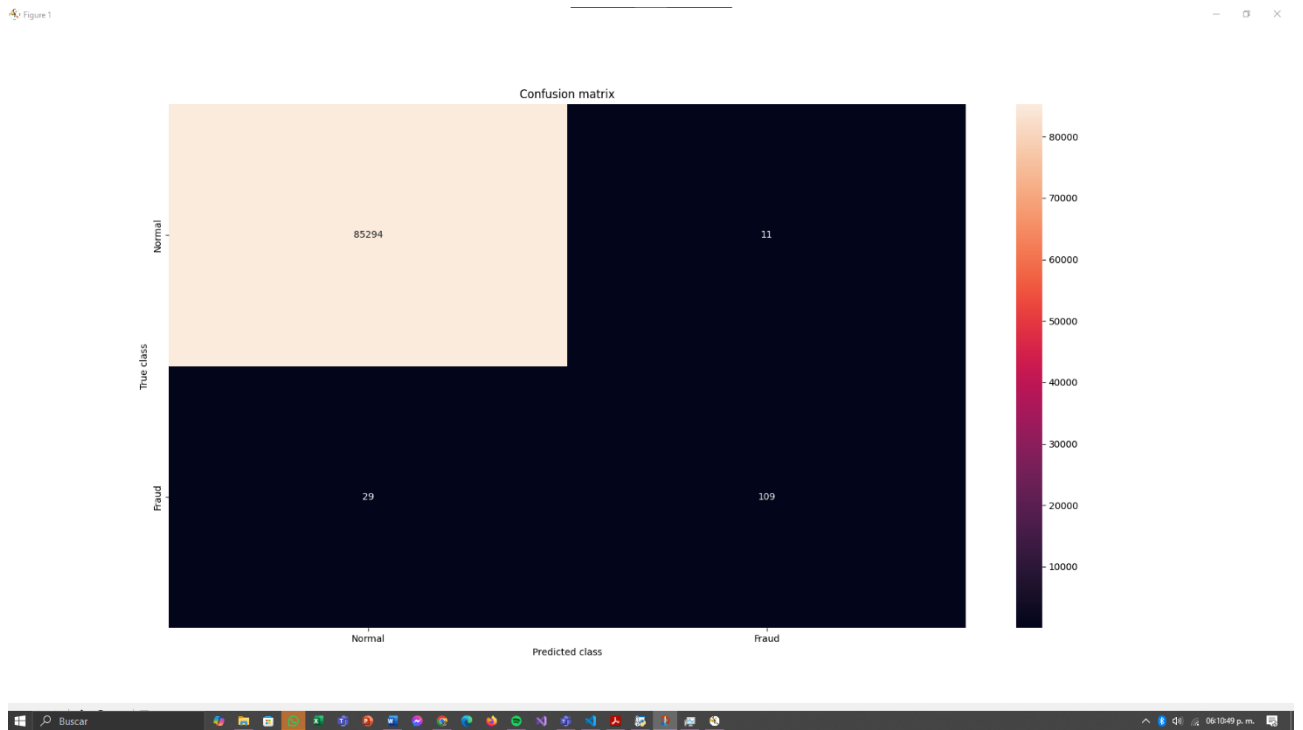 Figure 1
Confusion matrix
Normal
85294
11
True class
Fraud
29
109
Normal
Fraud
Predicted class
80000
70000
60000
50000
40000
30000
20000
10000
Buscar
06:10:49 p. m.